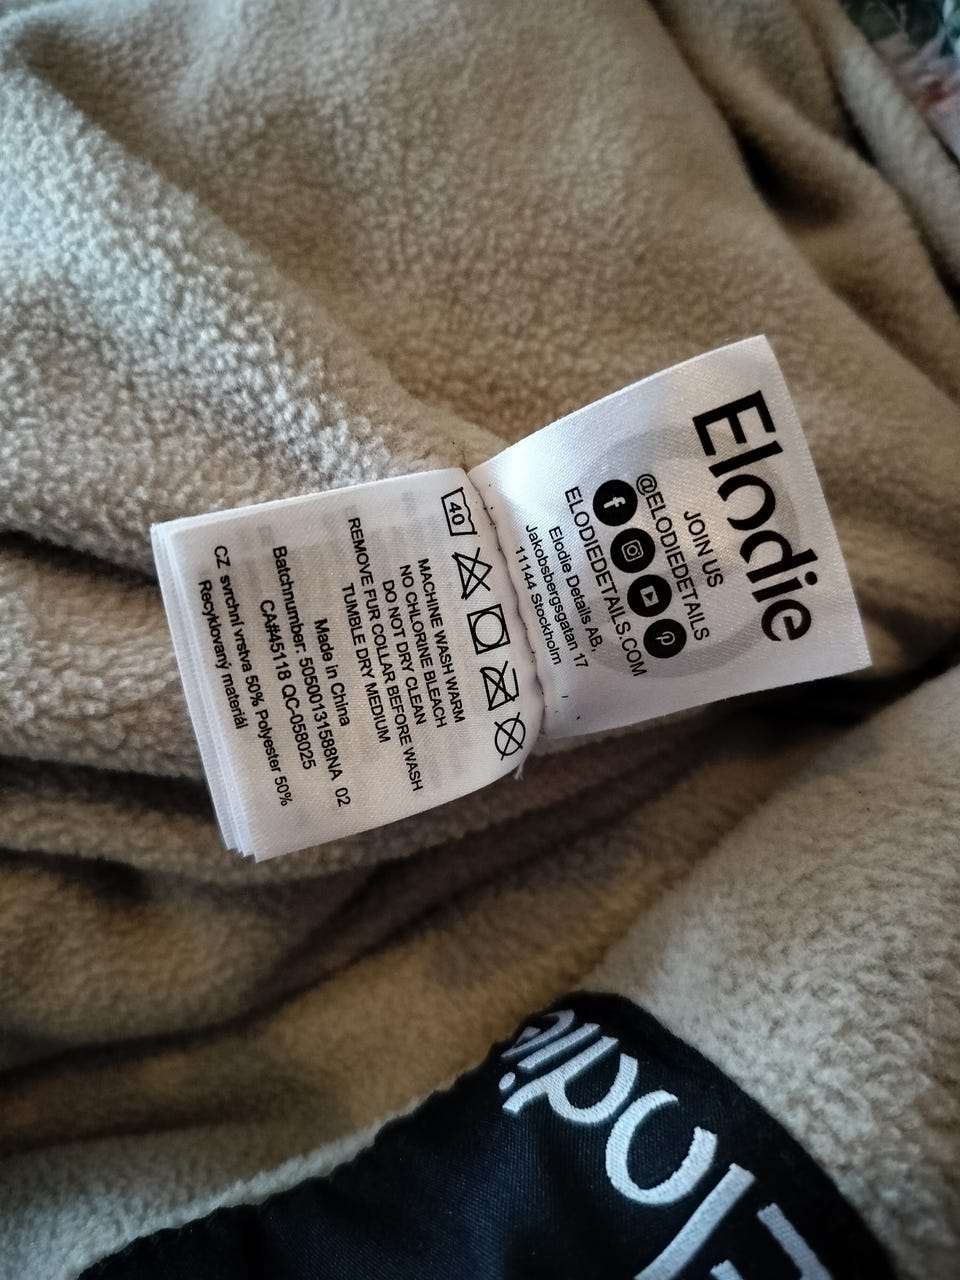 Elodie
JOIN US
@ELODIEDETAILS
ELODIEDETAILS.COM
Elodie Details AB,
Jakobsbergsgatan 17
11144 Stockholm
40
MACHINE WASH WARM
NO CHLORINE BLEACH
DO NOT DRY CLEAN
REMOVE FUR COLLAR BEFORE WASH
TUMBLE DRY MEDIUM
Made in China
Batchnumber: 50500131588NA 02
CA#45118 QC-058025
CZ svrchní vrstva 50% Polyester 50%
Recyklovaný materiál
Elodie